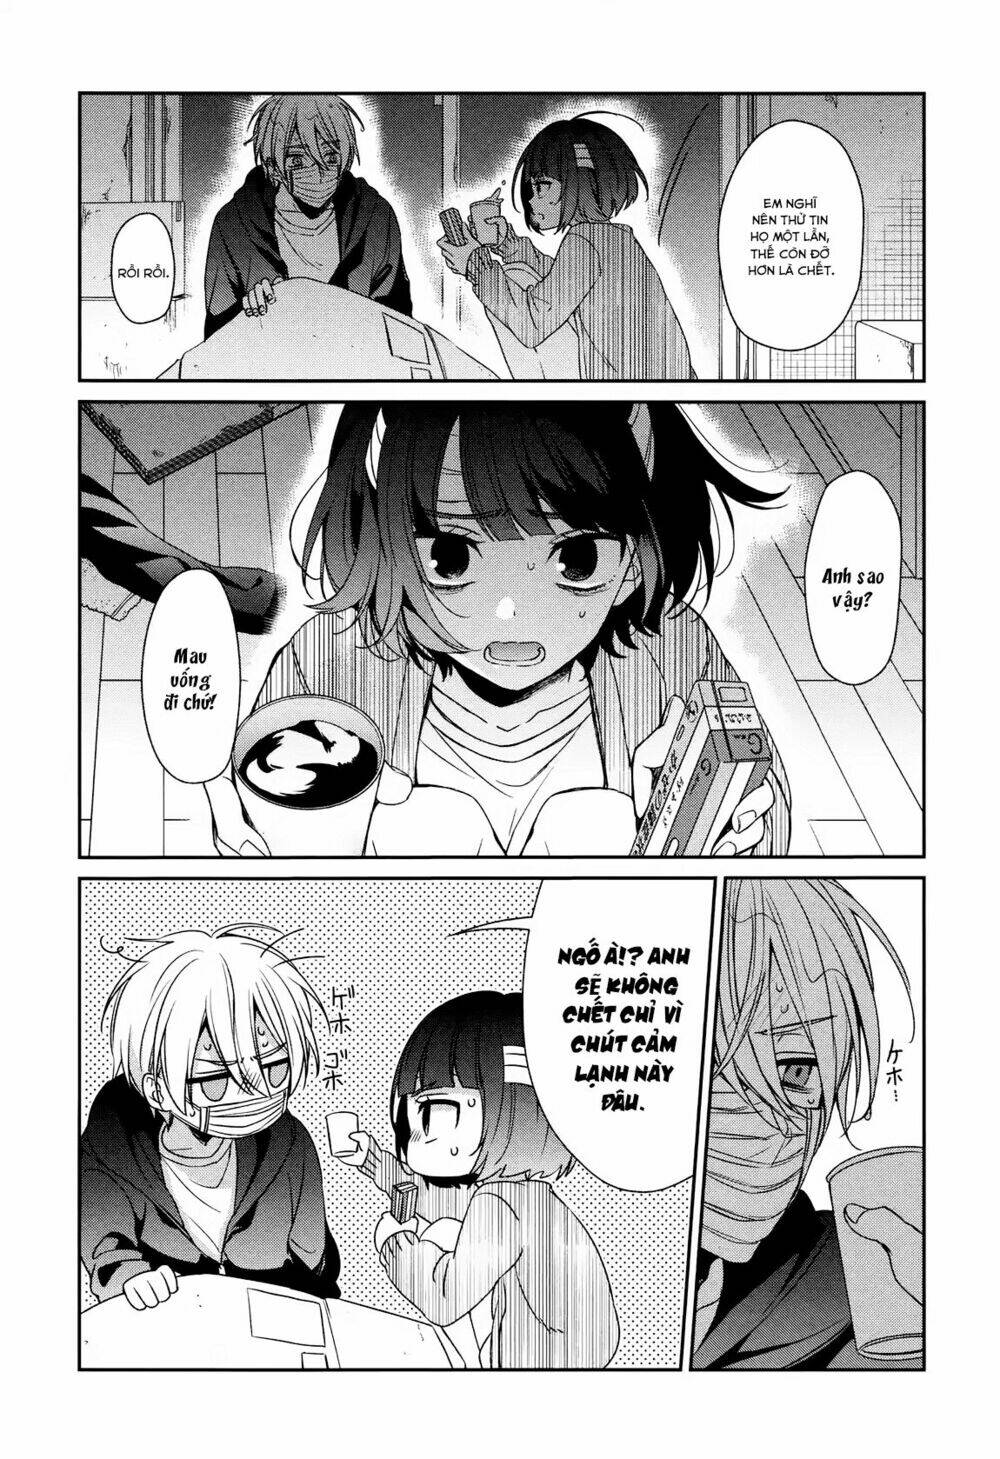 EM NGHĨ
NÊN THỬ TIN
HỌ MỘT LẦN,
THẾ CÒN ĐỠ
HƠN LÀ CHẾT.
RỒI RỒI.
Anh sao
vậy?
Mau
uống
đi chứ!
ケホ…
NGỐ À!? ANH
SẼ KHÔNG
CHẾT CHỈ VÌ
CHÚT CẢM
LẠNH NÀY
ĐÂU.
ゲホ
ゴホ